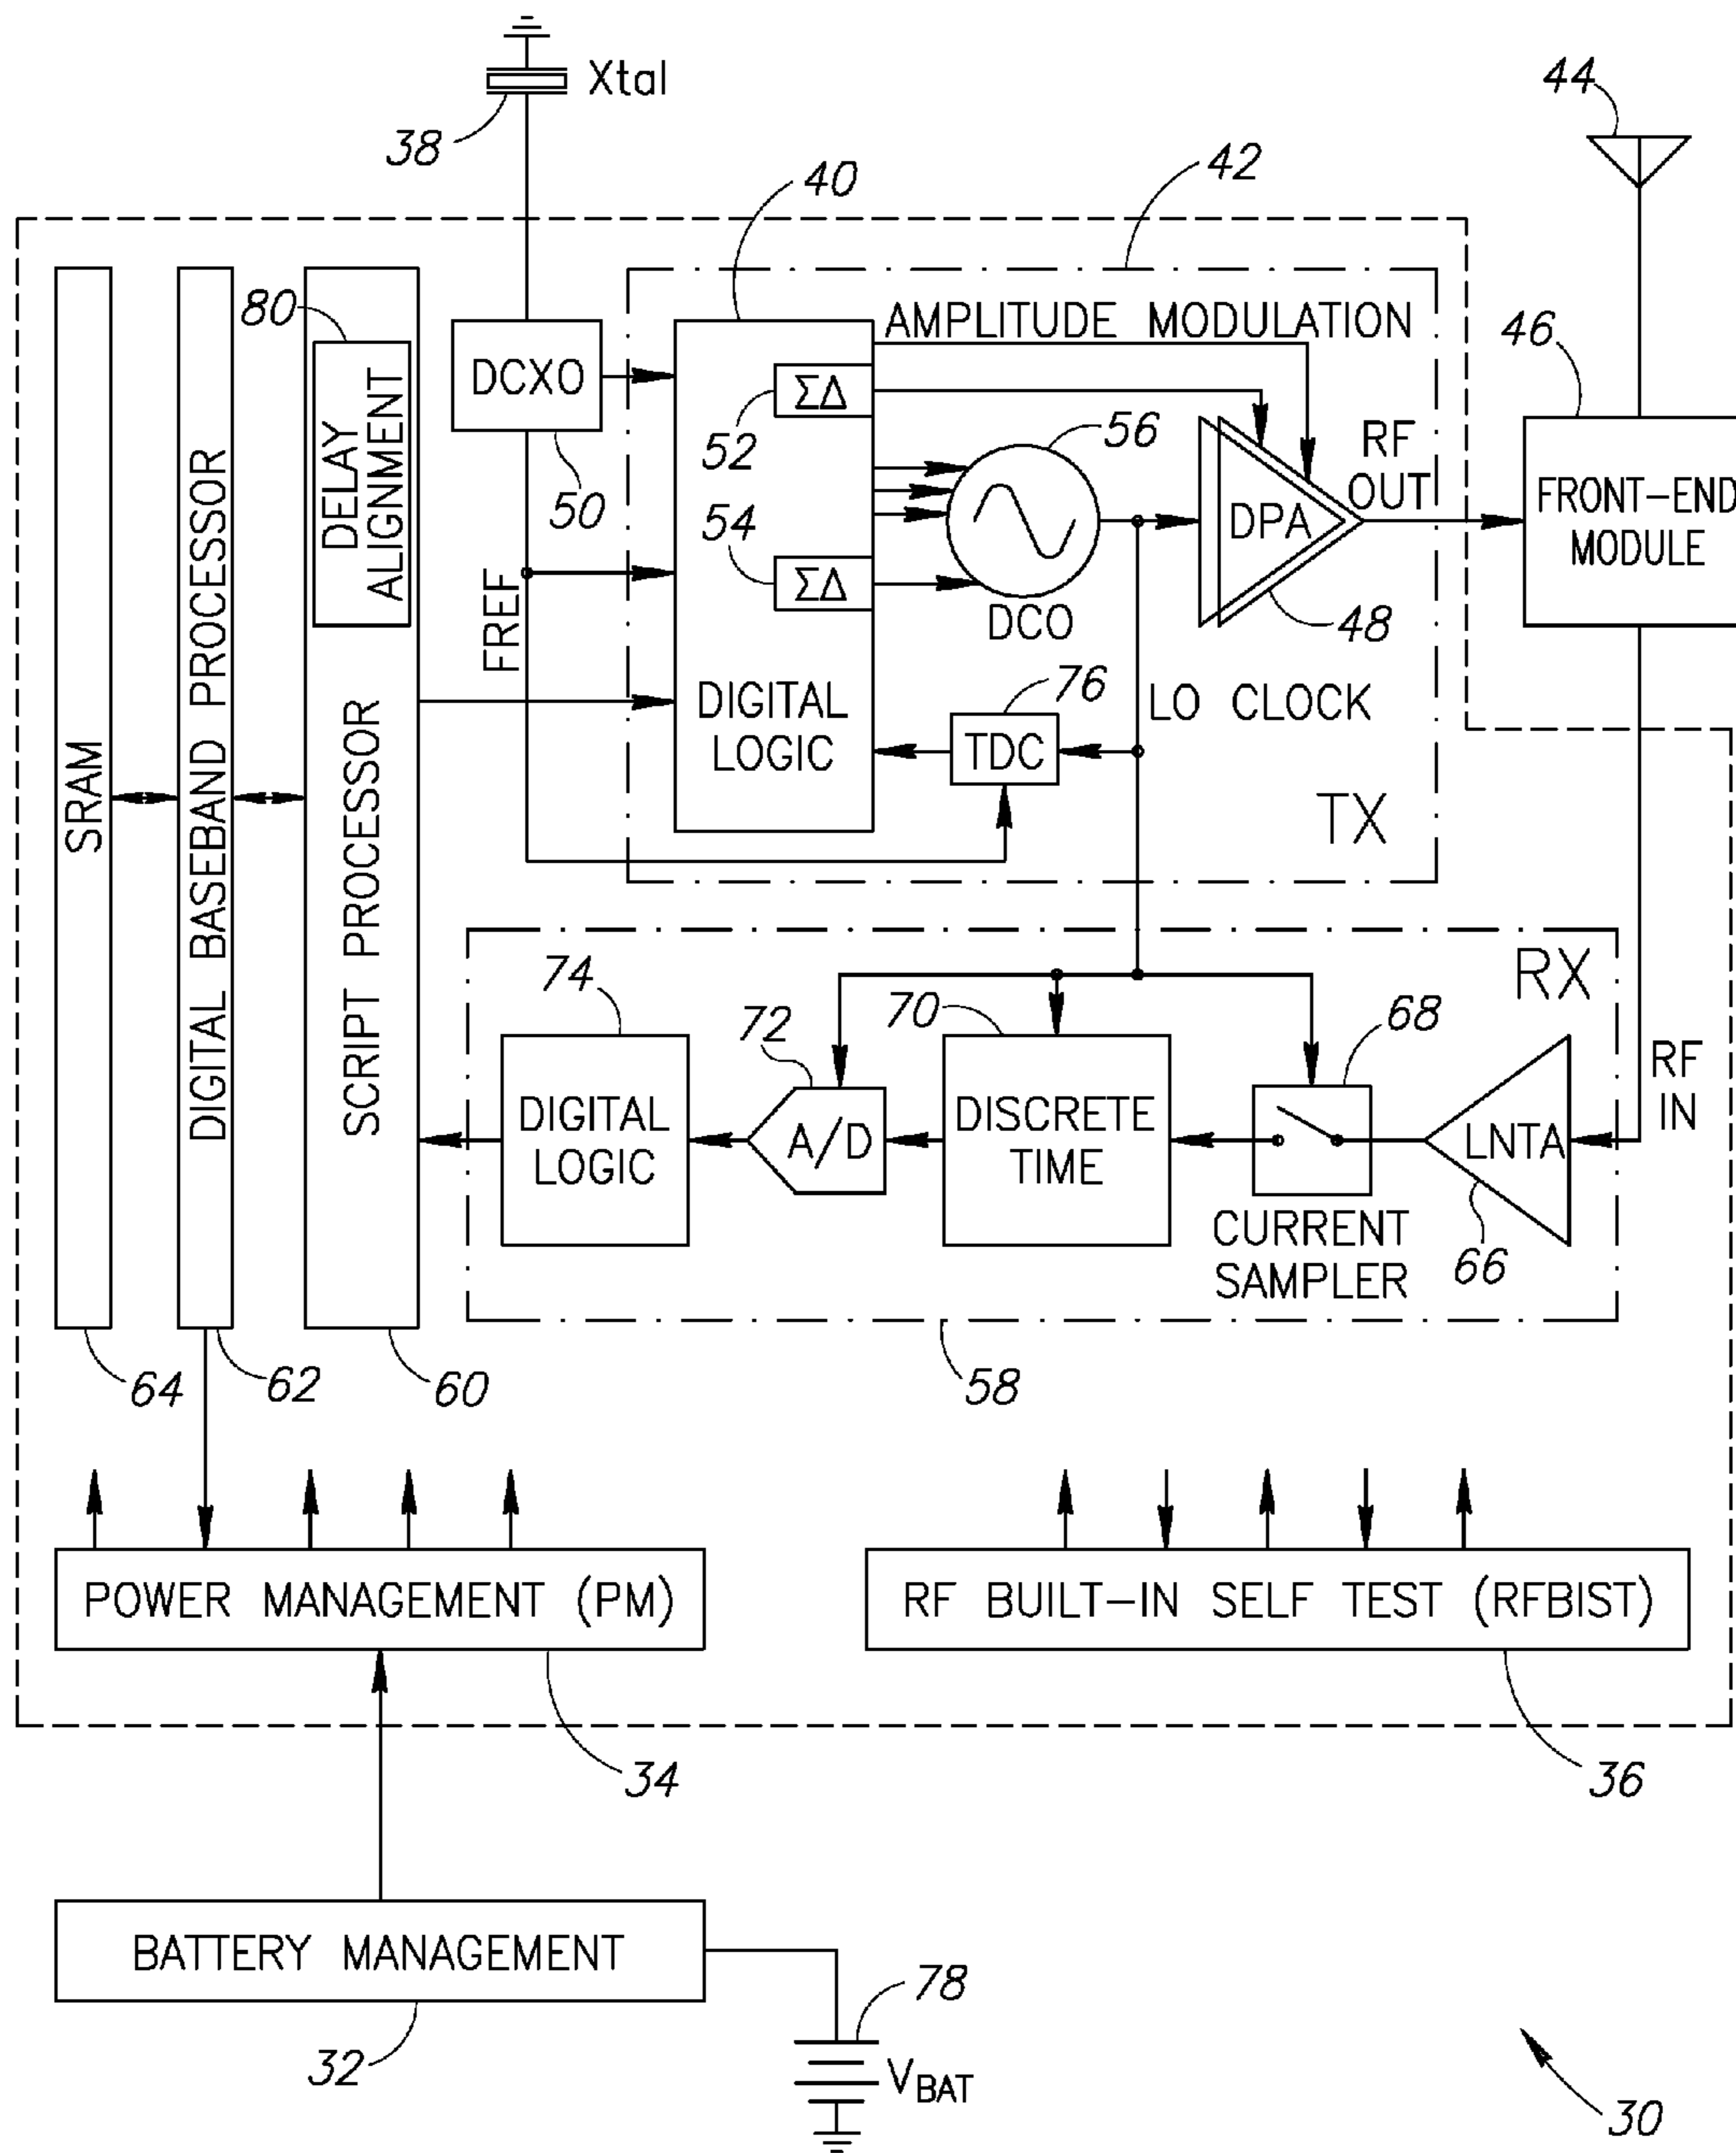 Xtal
38
44
42
40
80
AMPLITUDE MODULATION
46
DCXO
ΣΔ
52
56
RF
OUT
50
54
DPA
FRONT-END
MODULE
ΣΔ
DELAY
ALIGNMENT
FREF
DCO
48
76
LO CLOCK
DIGITAL
LOGIC
TDC
TX
SRAM
DIGITAL BASEBAND PROCESSOR
SCRIPT PROCESSOR
RX
74
72
70
68
RF
IN
DIGITAL
LOGIC
A/D
DISCRETE
TIME
LNTA
CURRENT
SAMPLER
66
64
62
60
58
POWER MANAGEMENT (PM)
RF BUILT-IN SELF TEST (RFBIST)
34
36
BATTERY MANAGEMENT
78
32
VBAT
30